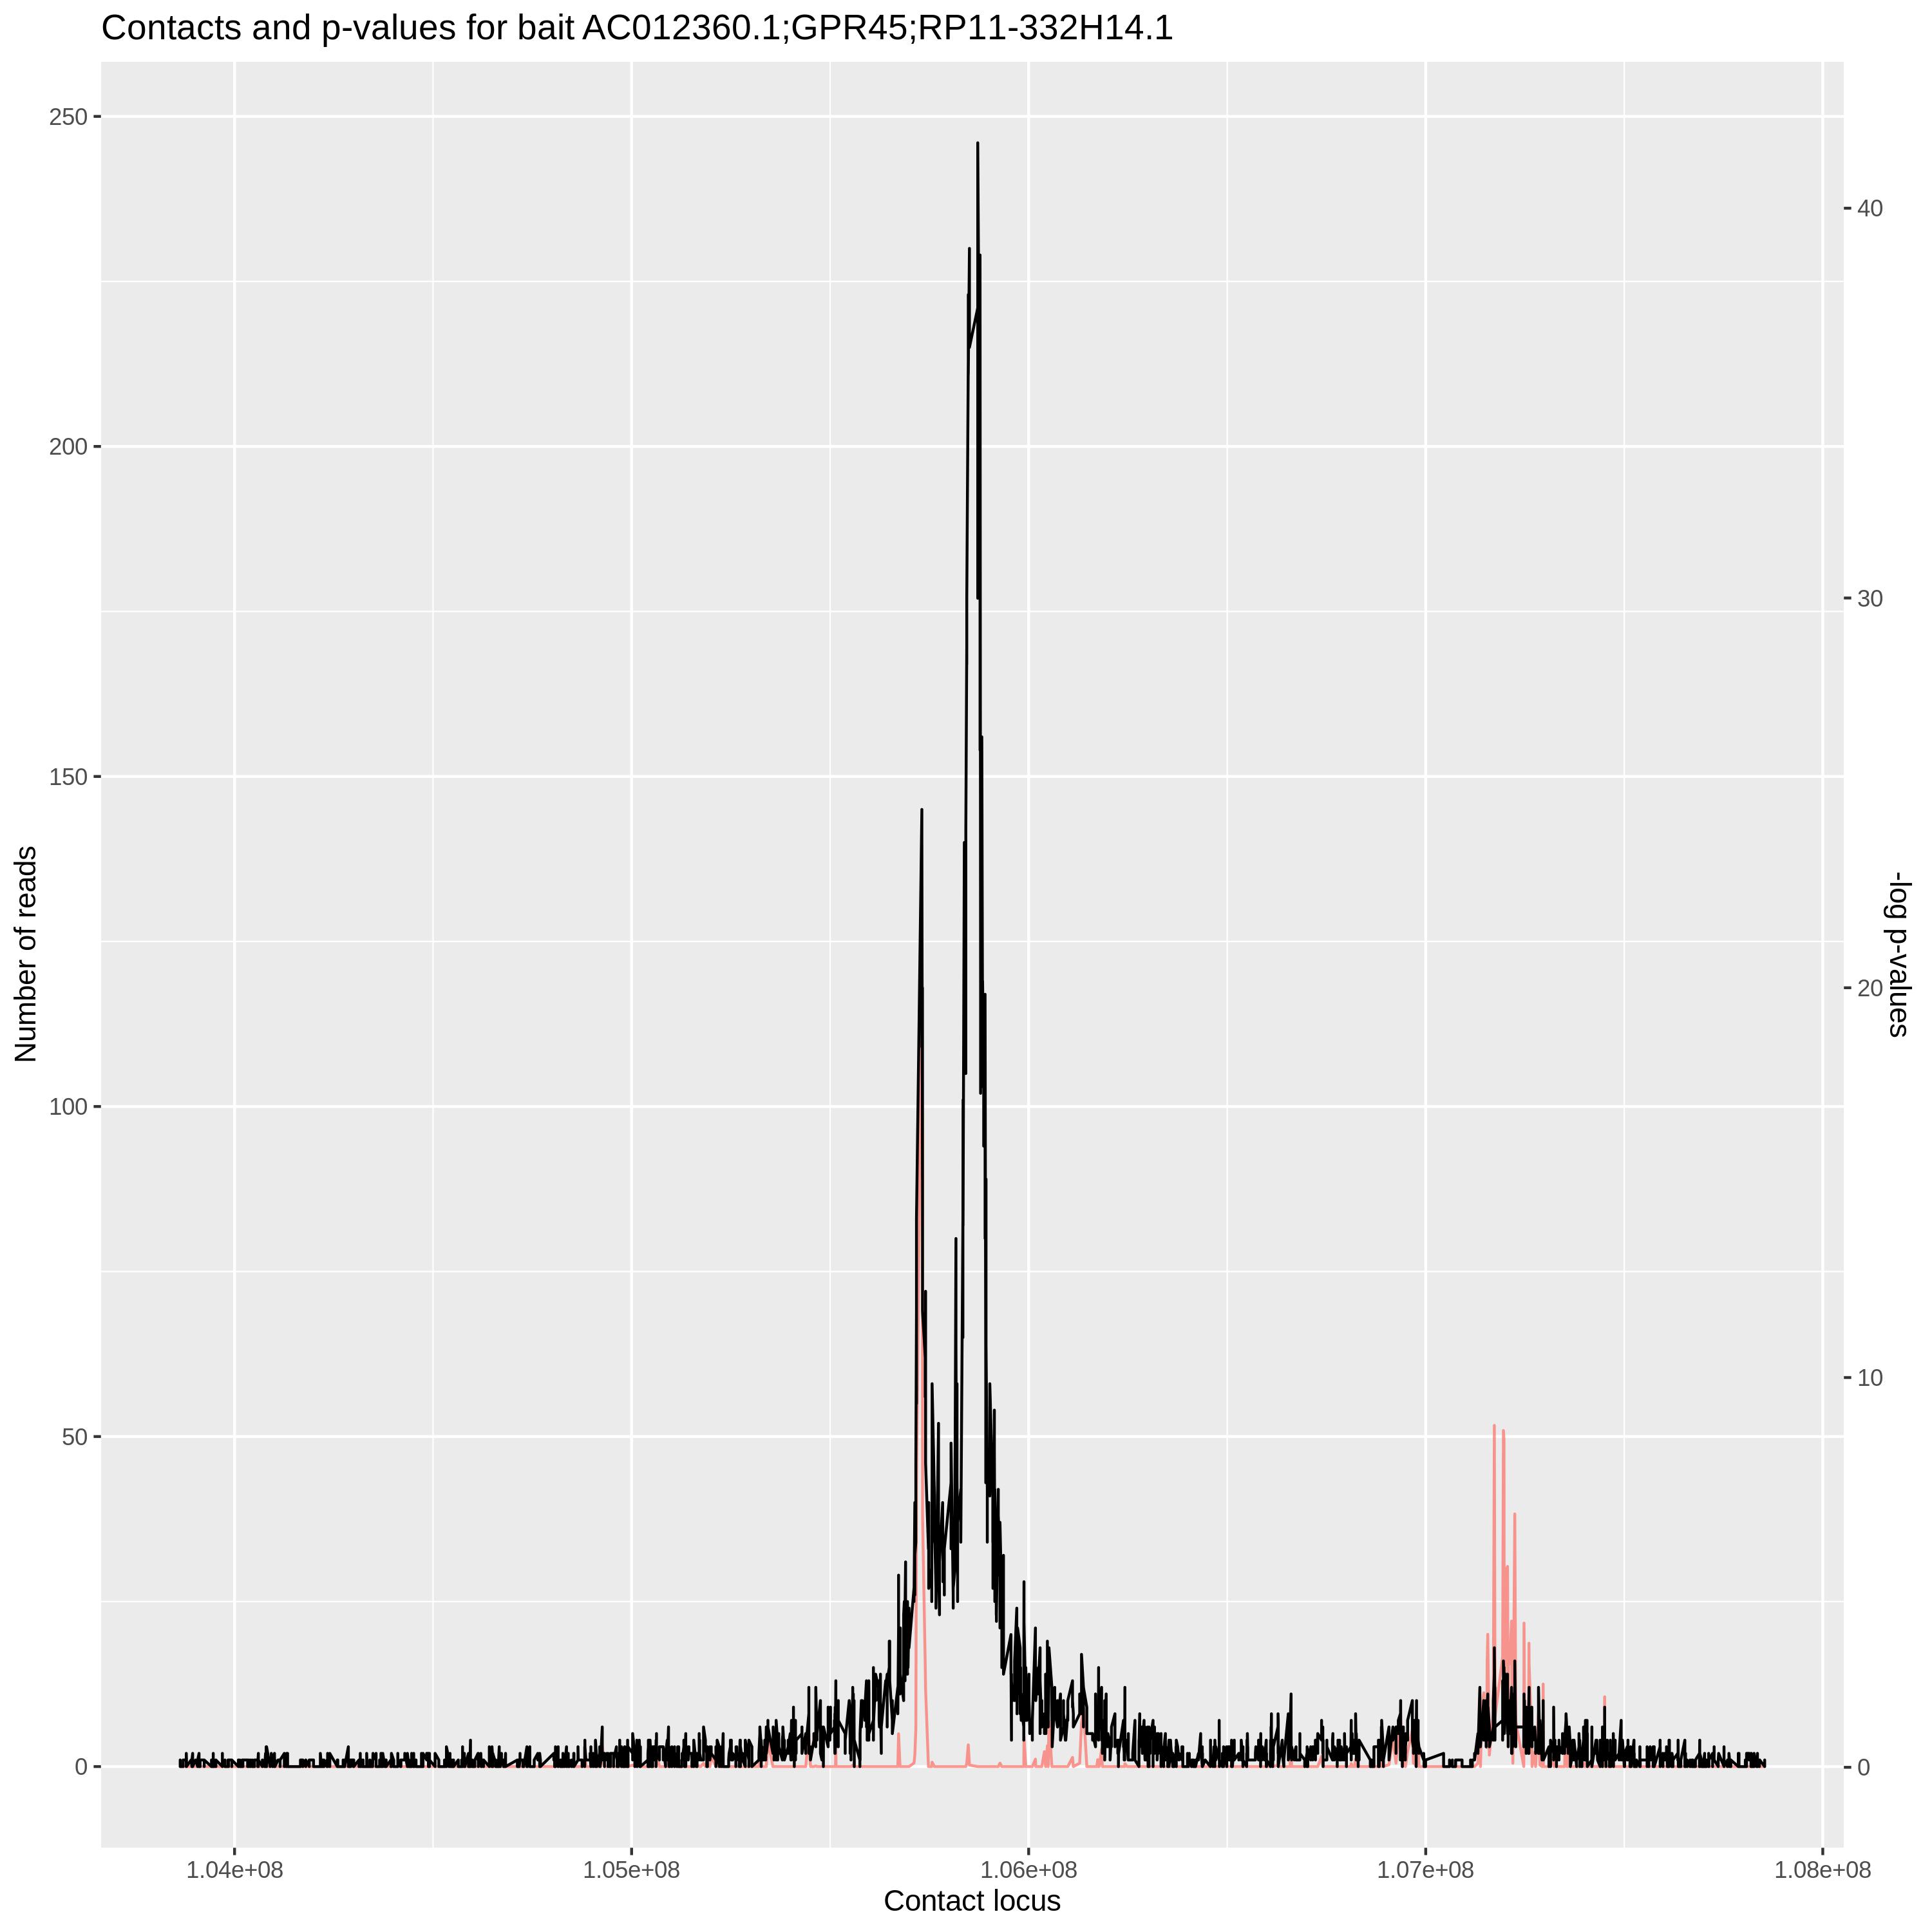 Contacts and p-values for bait AC012360.1;GPR45;RP11-332H14.1
250
200
150
100
50
0
Number of reads
40
30
20
10
0
-log p-values
1.04e+08 1.05e+08 1.06e+08 1.07e+08 1.08e+08
Contact locus